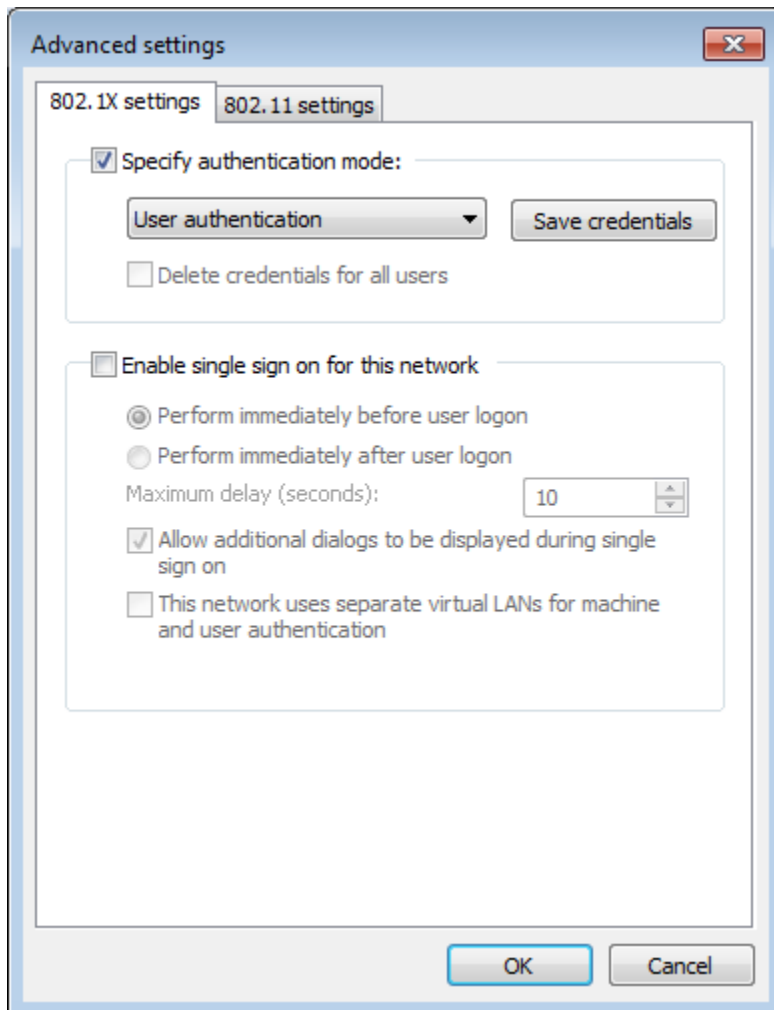 Advanced settings
802.1X settings
802.11 settings
Specify authentication mode:
User authentication
Save credentials
Delete credentials for all users
Enable single sign on for this network
Perform immediately before user logon
Perform immediately after user logon
Maximum delay (seconds):
10
Allow additional dialogs to be displayed during single
sign on
This network uses separate virtual LANs for machine
and user authentication
OK
Cancel